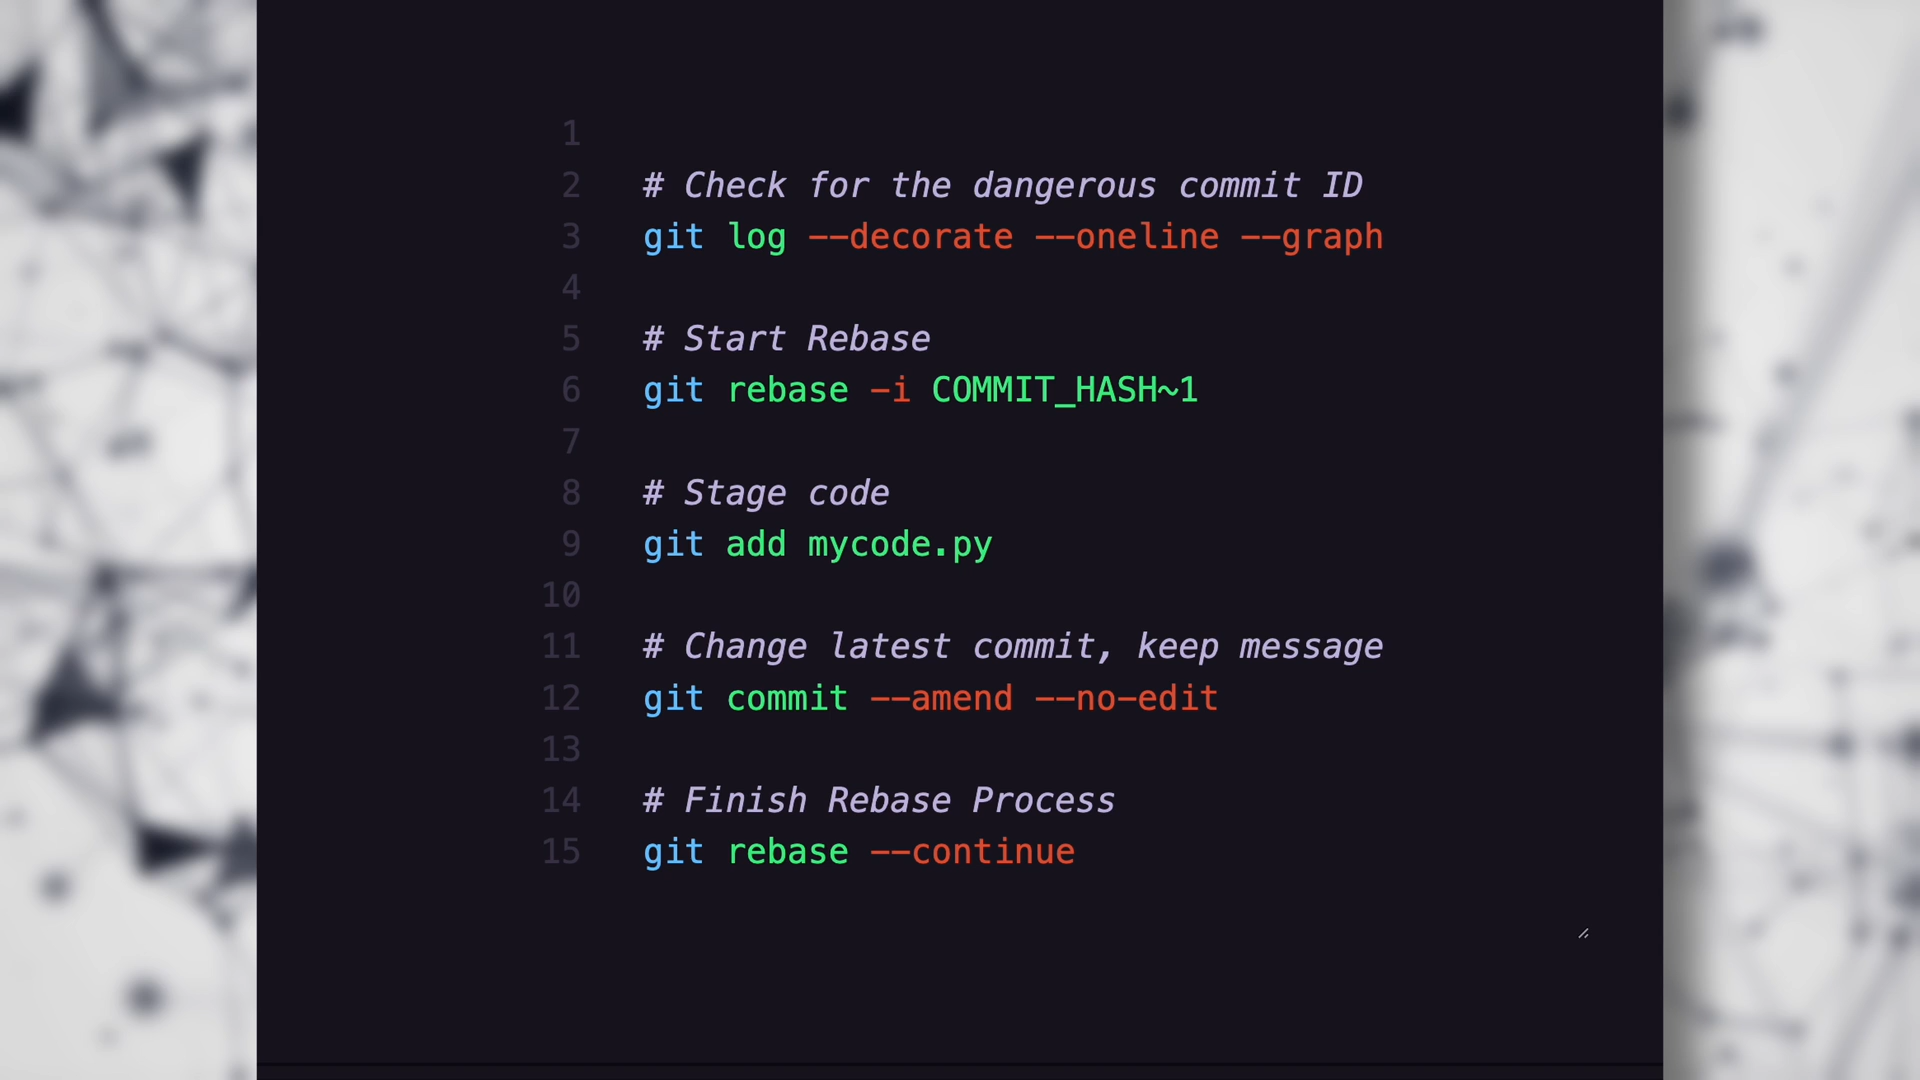 1
2 # Check for the dangerous commit ID
3 git log --decorate --oneline --graph
4
5 # Start Rebase
6 git rebase -i COMMIT_HASH~1
7
8 # Stage code
9 git add mycode.py
10
11 # Change latest commit, keep message
12 git commit --amend --no-edit
13
14 # Finish Rebase Process
15 git rebase --continue